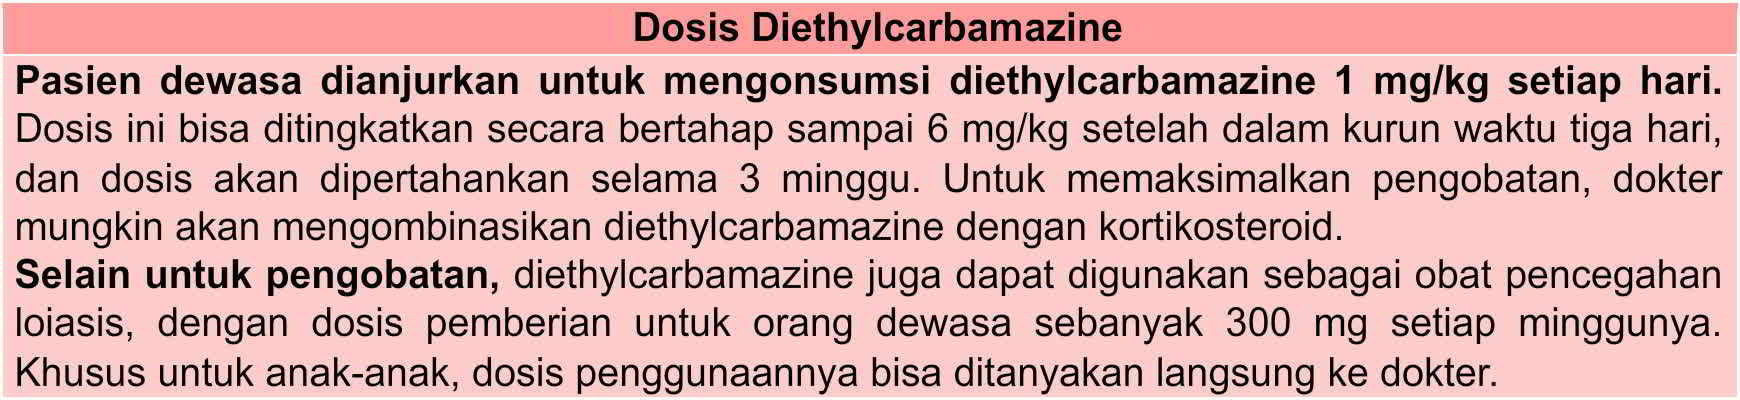 Dosis Diethylcarbamazine
Pasien dewasa dianjurkan untuk mengonsumsi diethylcarbamazine 1 mg/kg setiap hari.
Dosis ini bisa ditingkatkan secara bertahap sampai 6 mg/kg setelah dalam kurun waktu tiga hari,
dan dosis akan dipertahankan selama 3 minggu. Untuk memaksimalkan pengobatan, dokter
mungkin akan mengombinasikan diethylcarbamazine dengan kortikosteroid.
Selain untuk pengobatan, diethylcarbamazine juga dapat digunakan sebagai obat pencegahan
loiasis, dengan dosis pemberian untuk orang dewasa sebanyak 300 mg setiap minggunya.
Khusus untuk anak-anak, dosis penggunaannya bisa ditanyakan langsung ke dokter.